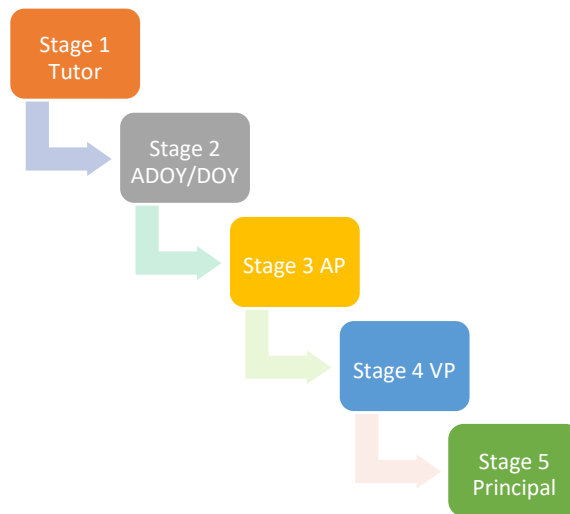 Stage 1
Tutor
Stage 2
ADOY/DOY
Stage 3 AP
Stage 4 VP
Stage 5
Principal